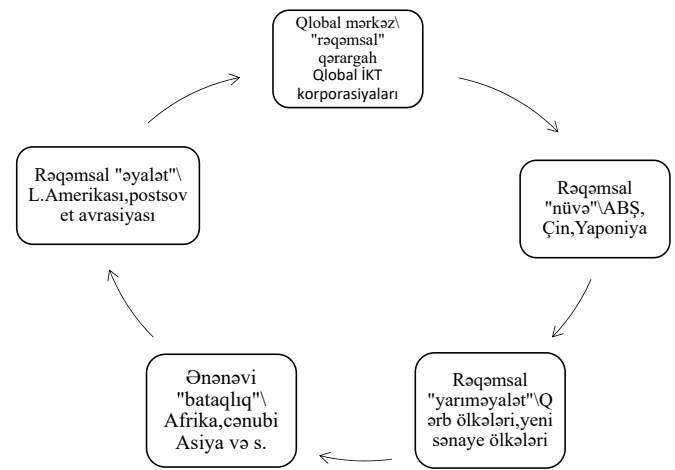 Qlobal mərkəz\
"rəqəmsal"
qərargah
Qlobal İKT
korporasiyaları
Rəqəmsal
"nüvə"\ABŞ,
Çin,Yaponiya
Rəqəmsal
"yarıməyalət"\Q
ərb ölkələri,yeni
sənaye ölkələri
Ənənəvi
"bataqlıq"\
Afrika,cənubi
Asiya və s.
Rəqəmsal "əyalət"\
L.Amerikası,postsov
et avrasiyası